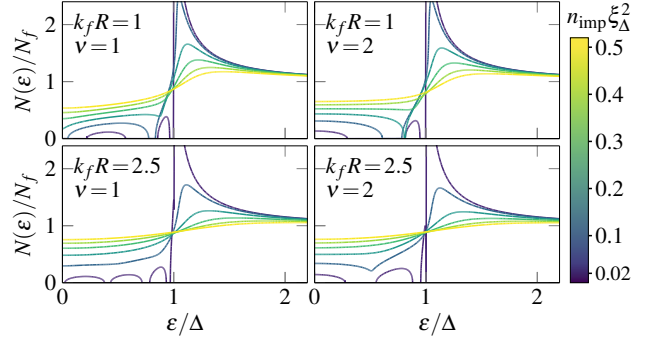 n_imp ξ_Δ^2
k_f R = 1
ν = 1
k_f R = 1
ν = 2
N(ε)/N_f
2
1
0
0.5
0.4
0.3
0.2
0.1
0.02
k_f R = 2.5
ν = 1
k_f R = 2.5
ν = 2
N(ε)/N_f
2
1
0
0 1 2
0 1 2
ε/Δ
ε/Δ